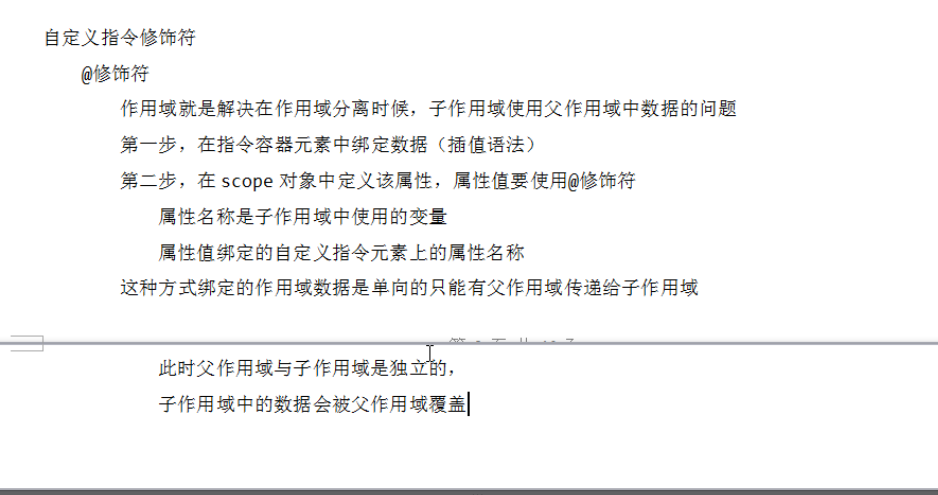 自定义指令修饰符
@修饰符
作用域就是解决在作用域分离时候，子作用域使用父作用域中数据的问题
第一步，在指令容器元素中绑定数据（插值语法）
第二步，在 scope 对象中定义该属性，属性值要使用@修饰符
属性名称是子作用域中使用的变量
属性值绑定的自定义指令元素上的属性名称
这种方式绑定的作用域数据是单向的只能有父作用域传递给子作用域
此时父作用域与子作用域是独立的，
子作用域中的数据会被父作用域覆盖